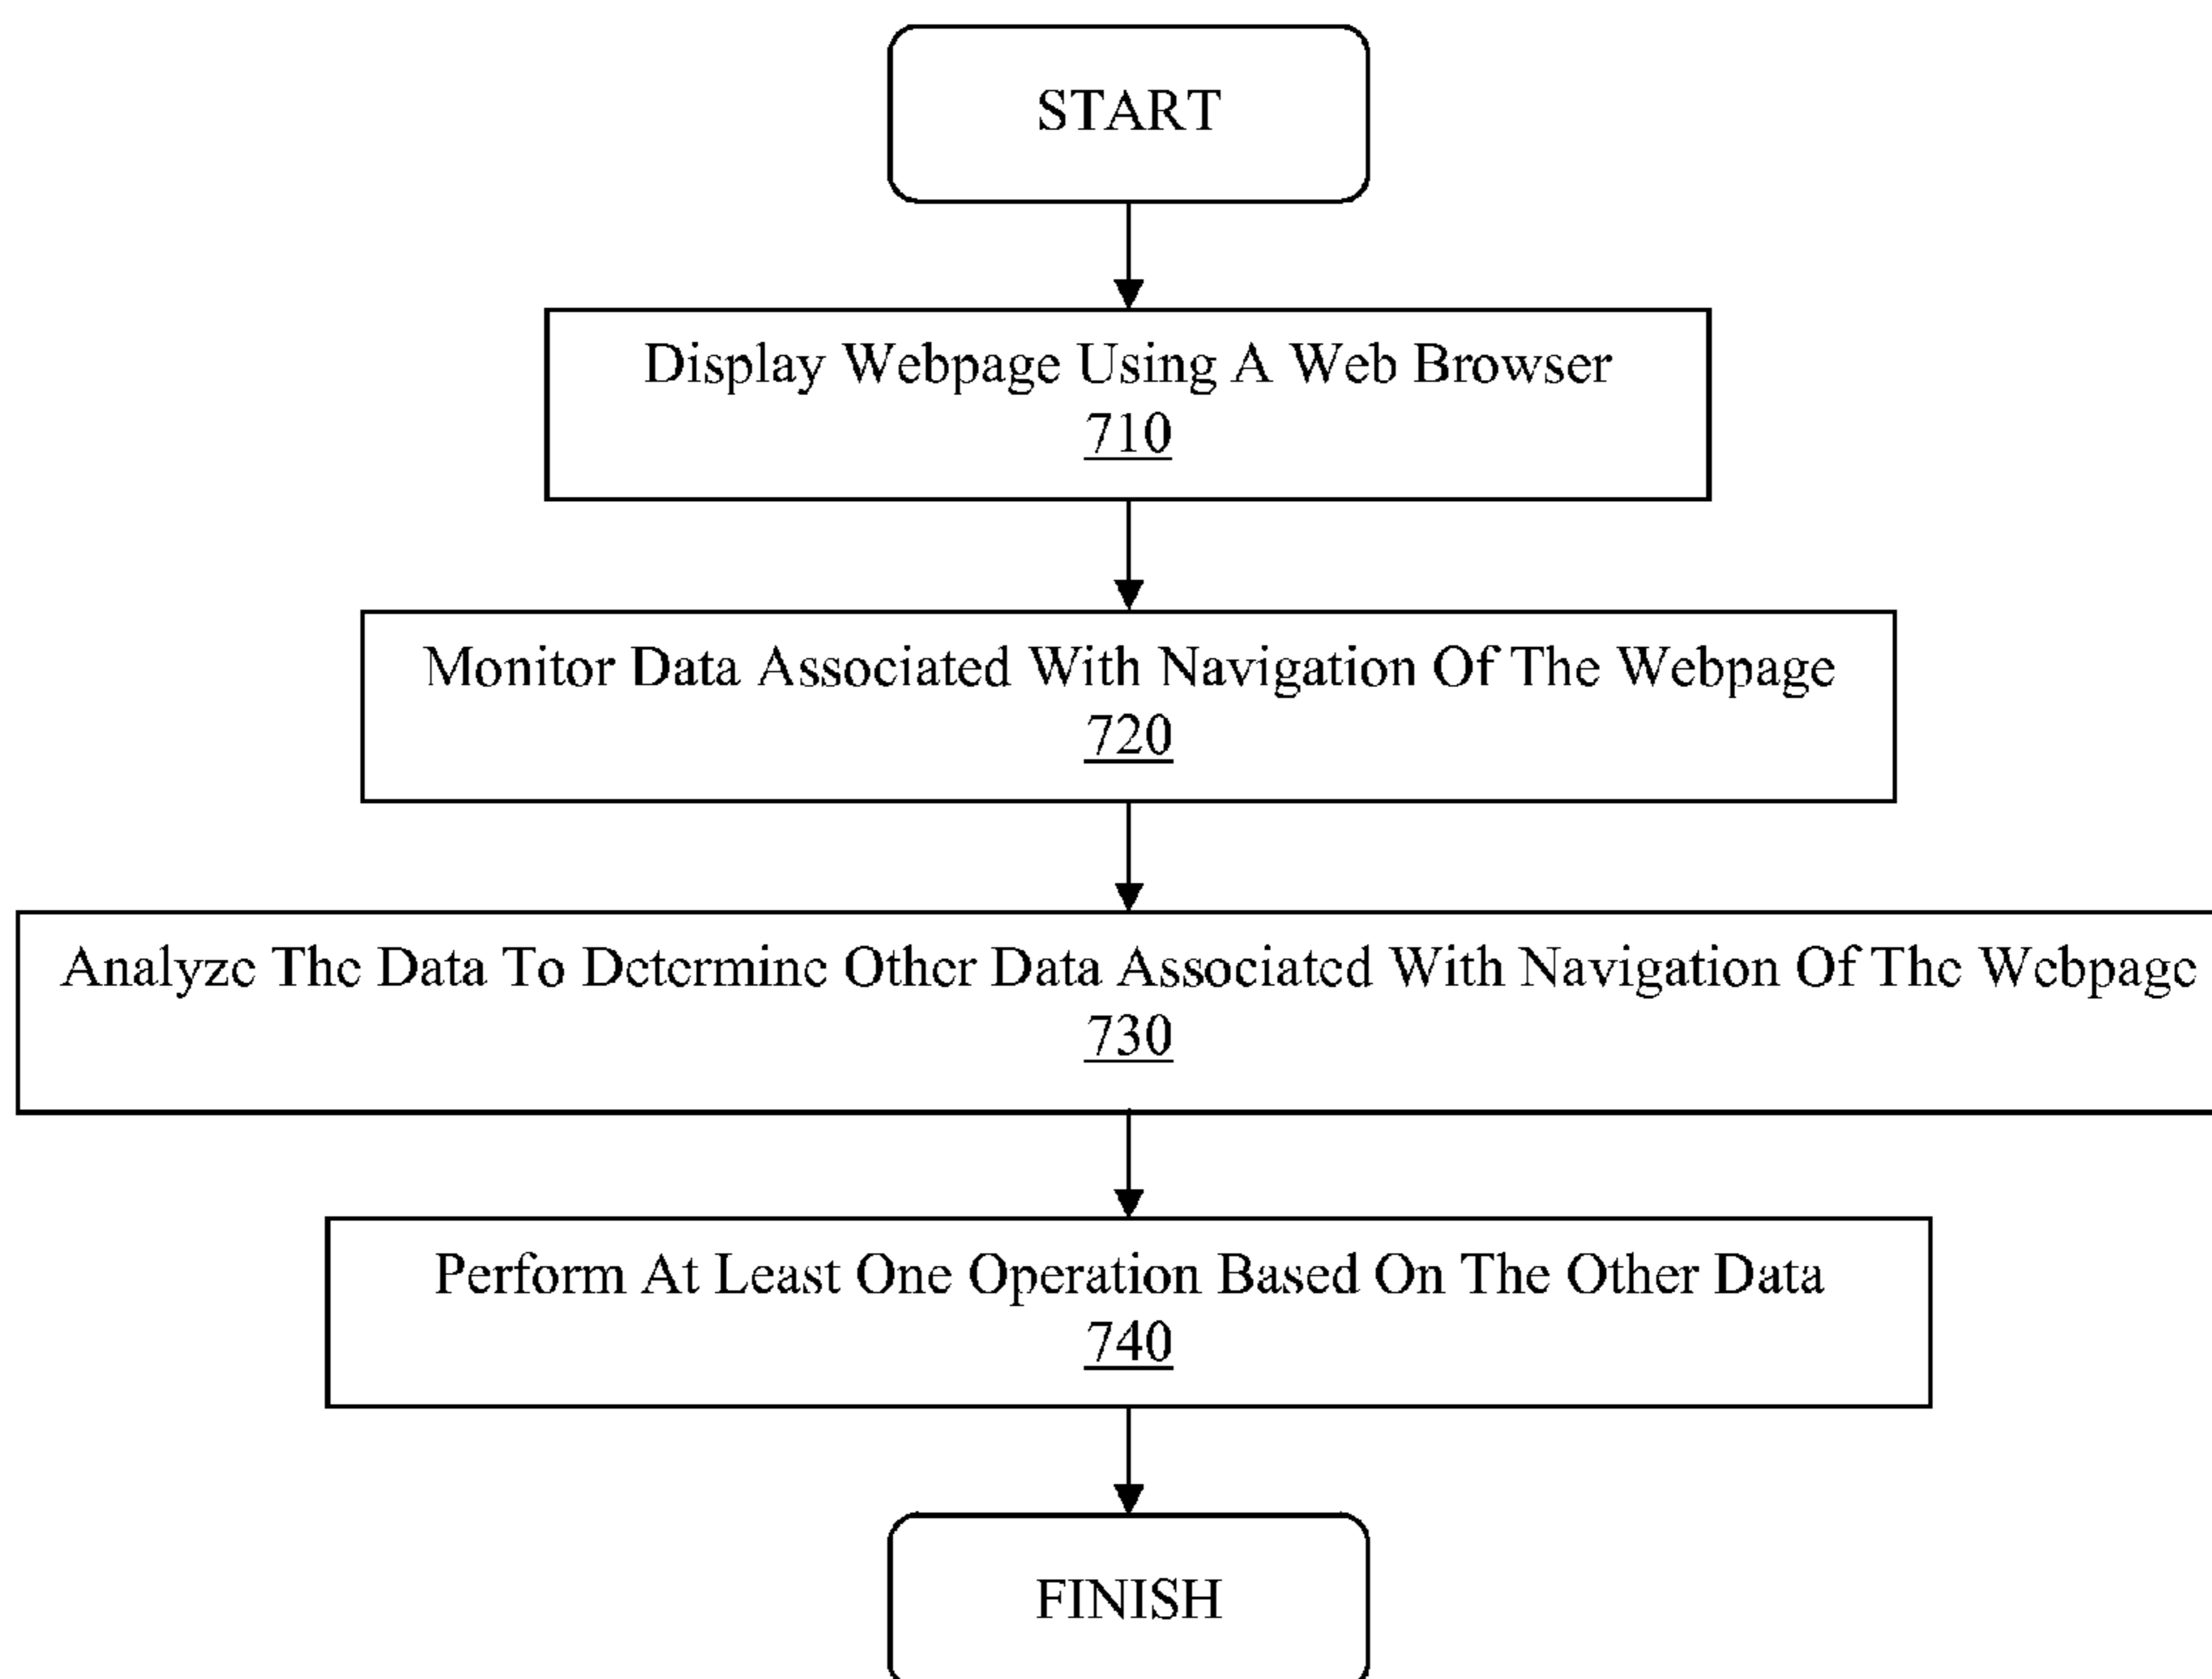 START
Display Webpage Using A Web Browser
710
Monitor Data Associated With Navigation Of The Webpage
720
Analyze The Data To Determine Other Data Associated With Navigation Of The Webpage
730
Perform At Least One Operation Based On The Other Data
740
FINISH